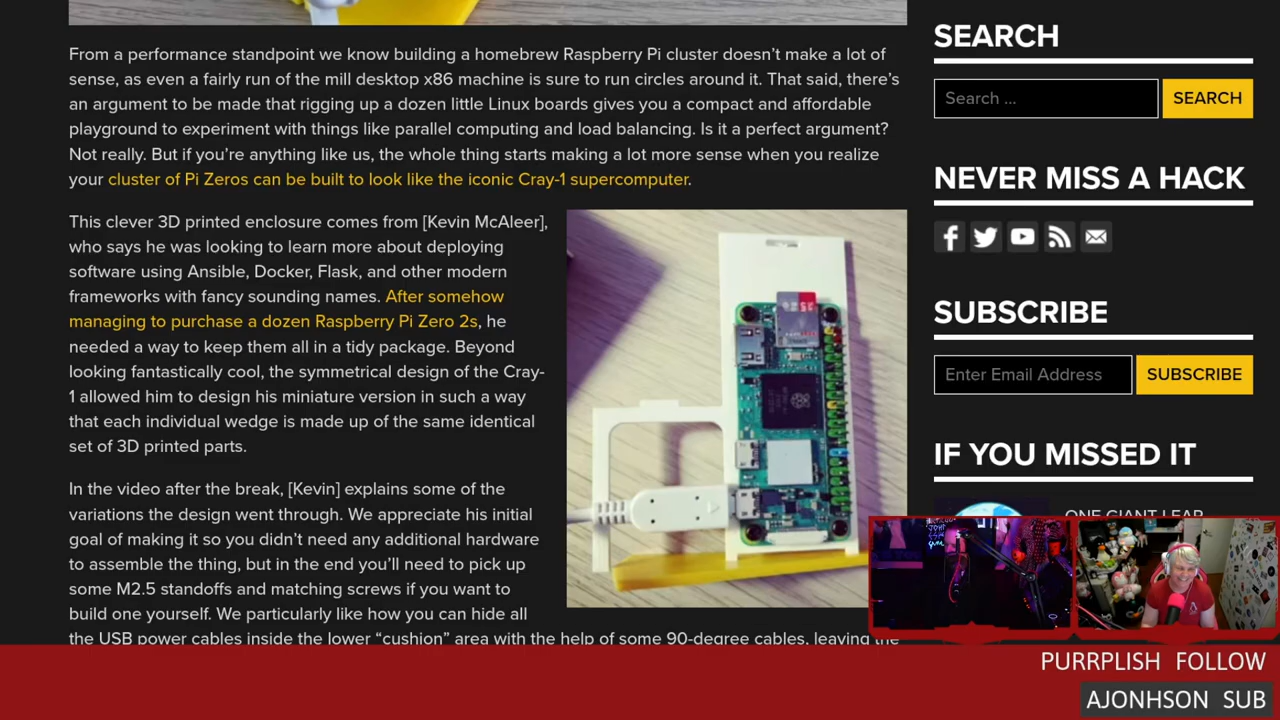 From a performance standpoint we know building a homebrew Raspberry Pi cluster doesn’t make a lot of
sense, as even a fairly run of the mill desktop x86 machine is sure to run circles around it. That said, there’s
an argument to be made that rigging up a dozen little Linux boards gives you a compact and affordable
playground to experiment with things like parallel computing and load balancing. Is it a perfect argument?
Not really. But if you’re anything like us, the whole thing starts making a lot more sense when you realize
your cluster of Pi Zeros can be built to look like the iconic Cray-1 supercomputer.
This clever 3D printed enclosure comes from [Kevin McAleer],
who says he was looking to learn more about deploying
software using Ansible, Docker, Flask, and other modern
frameworks with fancy sounding names. After somehow
managing to purchase a dozen Raspberry Pi Zero 2s, he
needed a way to keep them all in a tidy package. Beyond
looking fantastically cool, the symmetrical design of the Cray-
1 allowed him to design his miniature version in such a way
that each individual wedge is made up of the same identical
set of 3D printed parts.
In the video after the break, [Kevin] explains some of the
variations the design went through. We appreciate his initial
goal of making it so you didn’t need any additional hardware
to assemble the thing, but in the end you’ll need to pick up
some M2.5 standoffs and matching screws if you want to
build one yourself. We particularly like how you can hide all
the USB power cables inside the lower “cushion” area with the help of some 90-degree cables, leaving the
SEARCH
Search ...
SEARCH
NEVER MISS A HACK
SUBSCRIBE
Enter Email Address
SUBSCRIBE
IF YOU MISSED IT
ONE GIANT LEAP
PURRPLISH FOLLOW
AJONHSON SUB